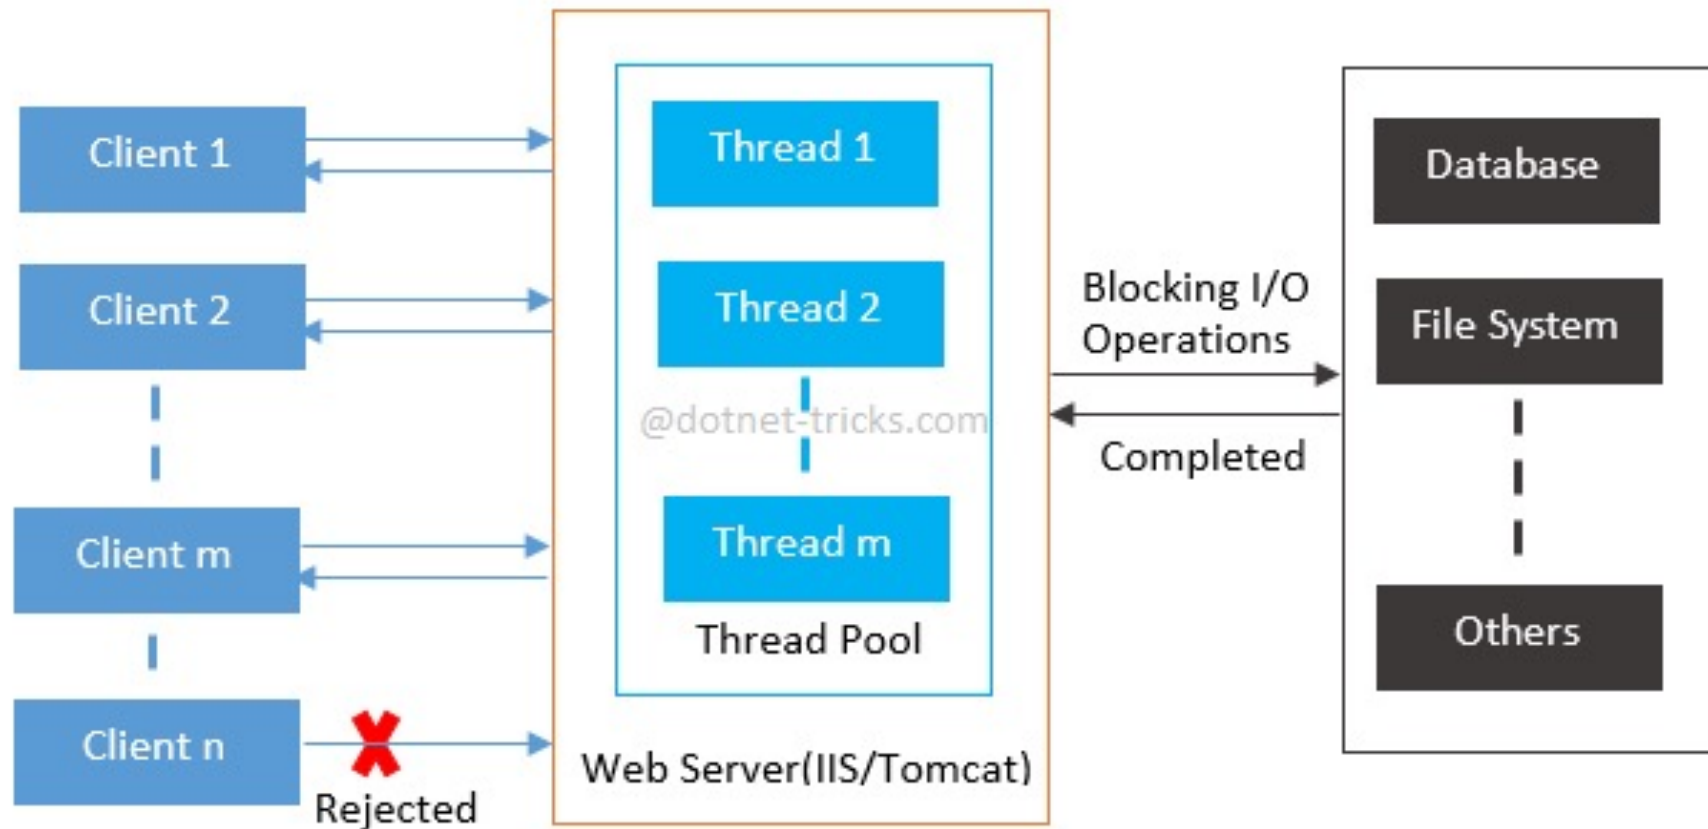 Client 1
Client 2
Client m
Client n
Rejected
Thread 1
Thread 2
@dotnet-tricks.com
Thread m
Thread Pool
Web Server(IIS/Tomcat)
Blocking I/O
Operations
Completed
Database
File System
Others